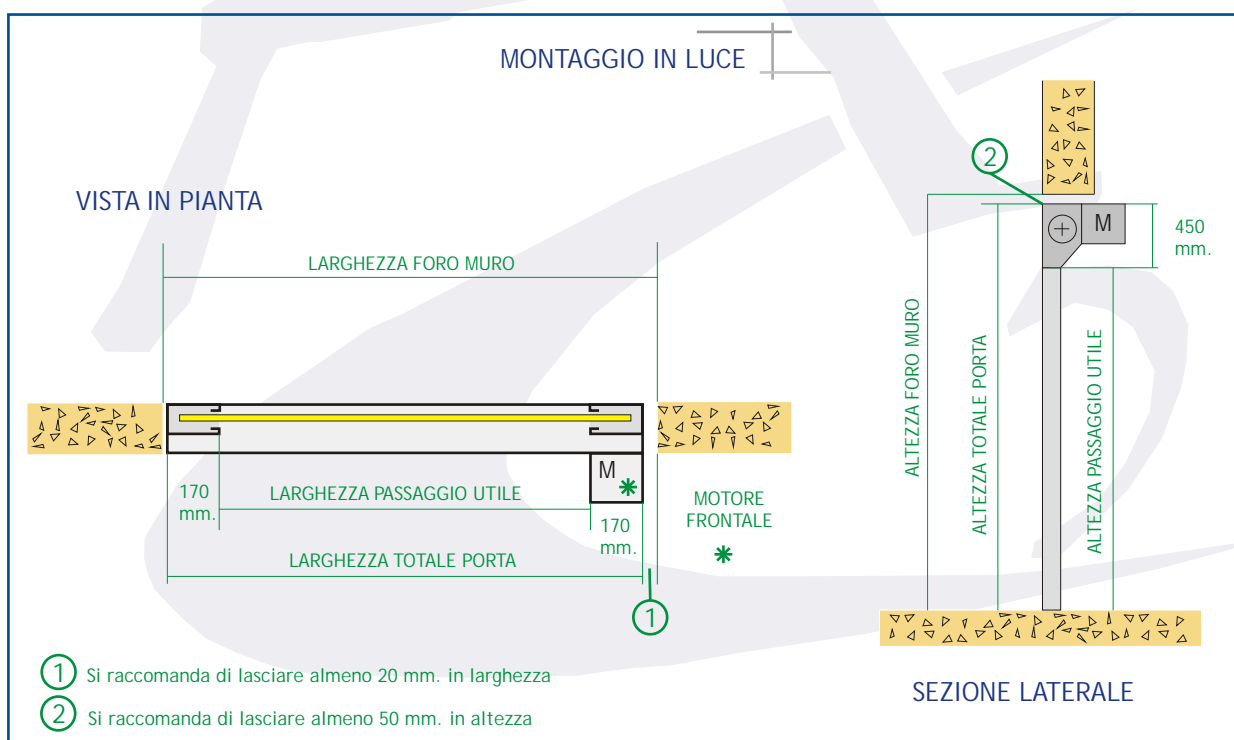 MONTAGGIO IN LUCE
VISTA IN PIANTA
LARGHEZZA FORO MURO
M
170
mm.
LARGHEZZA PASSAGGIO UTILE
170
mm.
MOTORE
FRONTALE
LARGHEZZA TOTALE PORTA
1
2
M
450
mm.
ALTEZZA FORO MURO
ALTEZZA TOTALE PORTA
ALTEZZA PASSAGGIO UTILE
1 Si raccomanda di lasciare almeno 20 mm. in larghezza
2 Si raccomanda di lasciare almeno 50 mm. in altezza
SEZIONE LATERALE